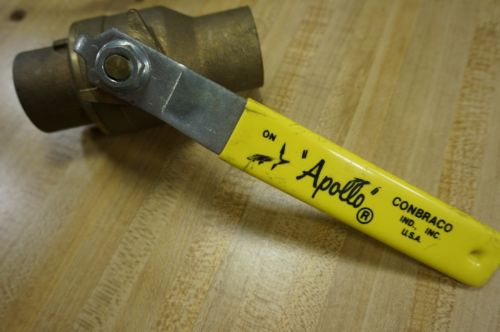 ON
"Apollo" ®
CONBRACO
IND., INC.
U.S.A.